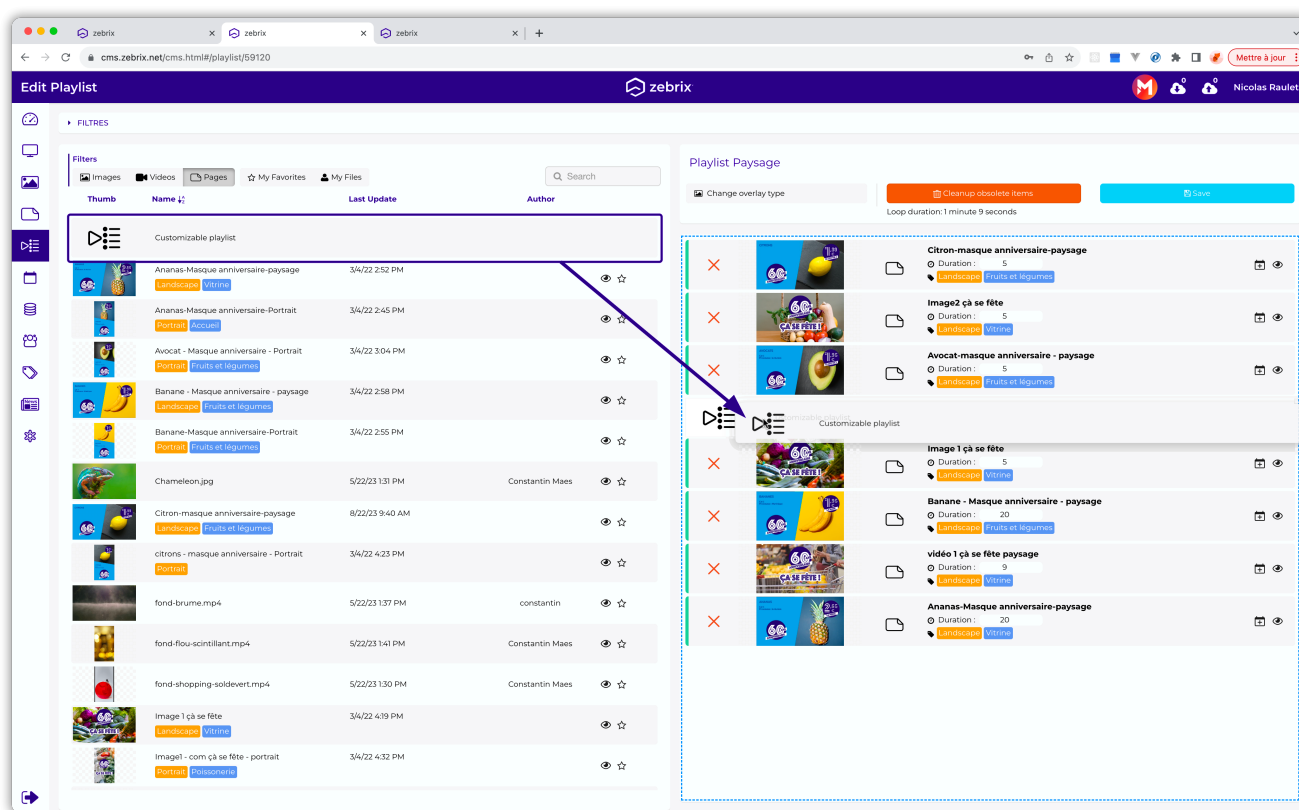 zebrix
zebrix
zebrix
cms.zebrix.net/cms.html#/playlist/59120
Mettre à jour
Edit Playlist
zebrix
0
0
Nicolas Raulet
FILTRES
Filters
Images Videos Pages My Favorites My Files
Search
Thumb Name Last Update Author
Customizable playlist
Ananas-Masque anniversaire-paysage 3/4/22 2:52 PM
Landscape Vitrine
Ananas-Masque anniversaire-Portrait 3/4/22 2:45 PM
Portrait Accueil
Avocat - Masque anniversaire - Portrait 3/4/22 3:04 PM
Portrait Fruits et légumes
Banane - Masque anniversaire - paysage 3/4/22 2:58 PM
Landscape Fruits et légumes
Banane-Masque anniversaire-Portrait 3/4/22 2:55 PM
Portrait Fruits et légumes
Chameleon.jpg 5/22/23 1:31 PM Constantin Maes
Citron-masque anniversaire-paysage 8/22/23 9:40 AM
Landscape Fruits et légumes
citrons - masque anniversaire - Portrait 3/4/22 4:23 PM
Portrait
fond-brume.mp4 5/22/23 1:37 PM constantin
fond-flou-scintillant.mp4 5/22/23 1:41 PM Constantin Maes
fond-shopping-soldevert.mp4 5/22/23 1:30 PM Constantin Maes
Image 1 çà se fête 3/4/22 4:19 PM
Landscape Vitrine
Image1 - com çà se fête - portrait 3/4/22 4:32 PM
Portrait Poissonerie
Playlist Paysage
Change overlay type
Cleanup obsolete items
Save
Loop duration: 1 minute 9 seconds
Citron-masque anniversaire-paysage
Duration : 5
Landscape Fruits et légumes
Image2 çà se fête
Duration : 5
Landscape Vitrine
ÇA SE FÊTE !
Avocat-masque anniversaire - paysage
Duration : 5
Landscape Fruits et légumes
Customizable playlist
Customizable playlist
Image 1 çà se fête
Duration : 5
Landscape Vitrine
ÇA SE FÊTE !
Banane - Masque anniversaire - paysage
Duration : 20
Landscape Fruits et légumes
vidéo 1 çà se fête paysage
Duration : 9
Landscape Vitrine
ÇA SE FÊTE !
Ananas-Masque anniversaire-paysage
Duration : 20
Landscape Vitrine